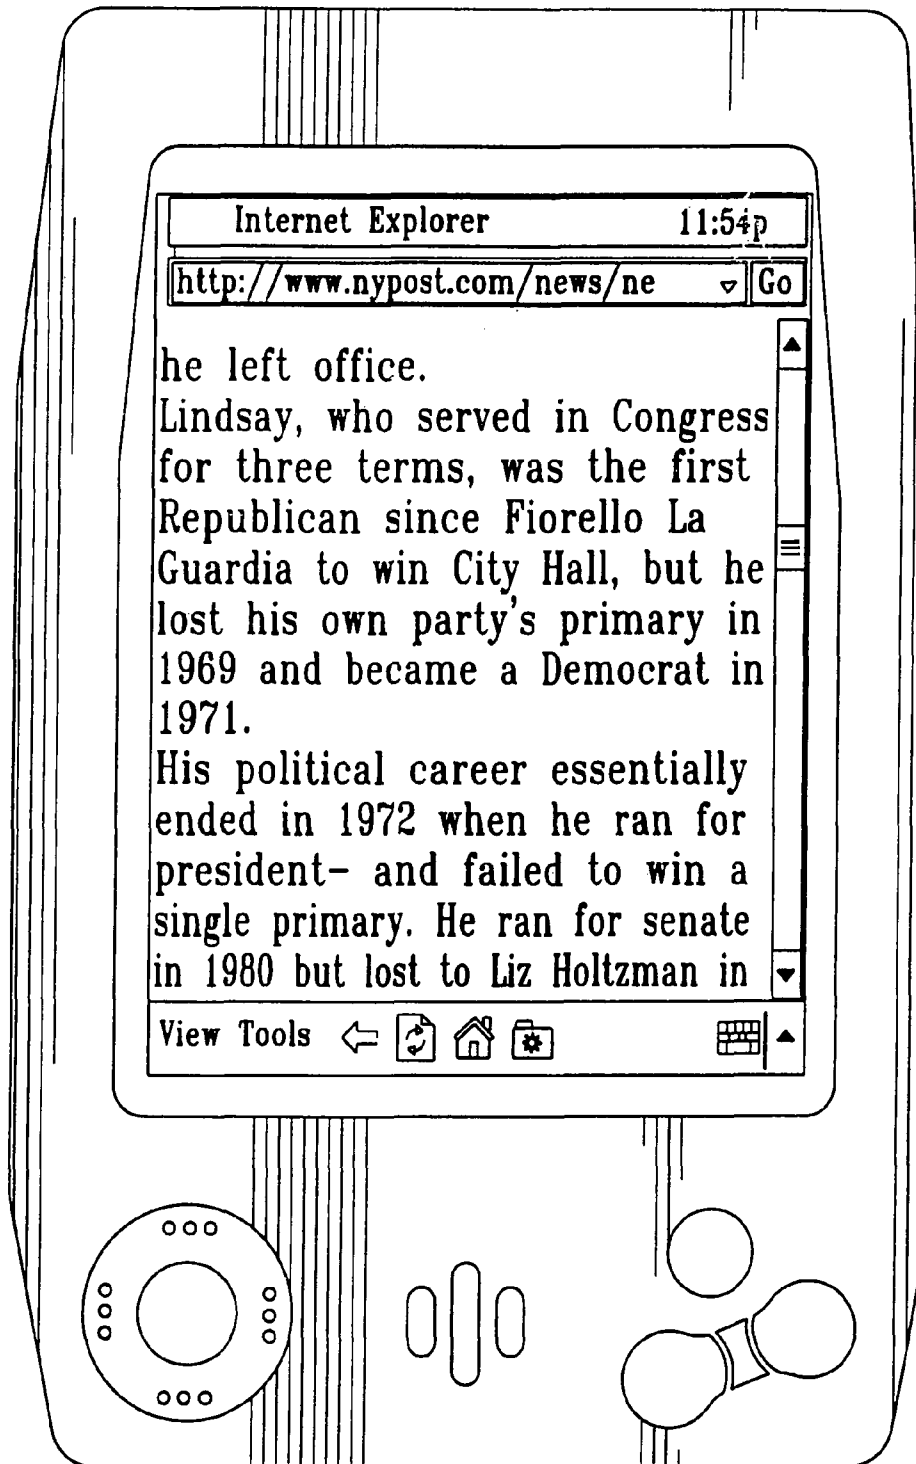 Internet Explorer 11:54p
http://www.nypost.com/news/ne Go
he left office.
Lindsay, who served in Congress
for three terms, was the first
Republican since Fiorello La
Guardia to win City Hall, but he
lost his own party's primary in
1969 and became a Democrat in
1971.
His political career essentially
ended in 1972 when he ran for
president- and failed to win a
single primary. He ran for senate
in 1980 but lost to Liz Holtzman in
View Tools